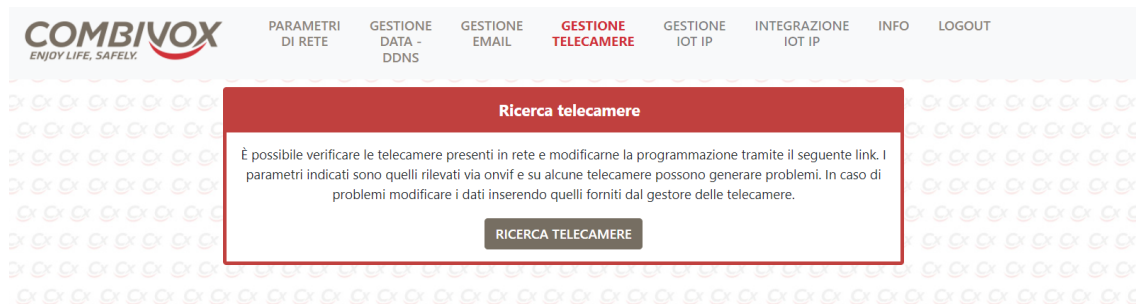 COMBIVOX
ENJOY LIFE, SAFELY.
PARAMETRI
DI RETE
GESTIONE
DATA -
DDNS
GESTIONE
EMAIL
GESTIONE
TELECAMERE
GESTIONE
IOT IP
INTEGRAZIONE
IOT IP
INFO
LOGOUT
Ricerca telecamere
È possibile verificare le telecamere presenti in rete e modificarne la programmazione tramite il seguente link. I
parametri indicati sono quelli rilevati via onvif e su alcune telecamere possono generare problemi. In caso di
problemi modificare i dati inserendo quelli forniti dal gestore delle telecamere.
RICERCA TELECAMERE